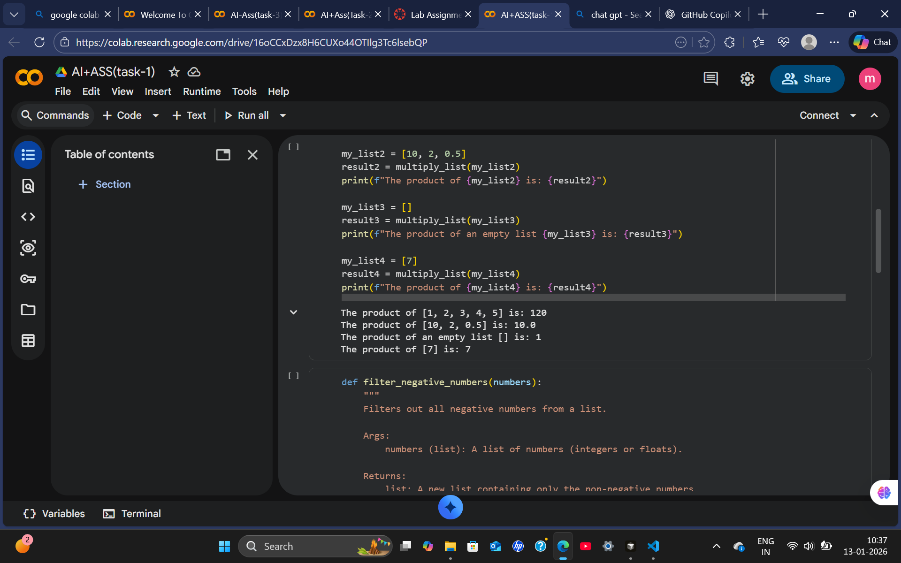 google colab
Welcome To
AI-Ass(task-3
AI+Ass(Task-2
Lab Assignme
AI+ASS(task-
chat gpt - Sea
GitHub Copil
https://colab.research.google.com/drive/16oCCxDzx8H6CUXo44OTIlg3Tc6lsebQP
Chat
AI+ASS(task-1)
File Edit View Insert Runtime Tools Help
Share
m
Commands + Code + Text Run all
Connect
Table of contents
+ Section
[ ]
my_list2 = [10, 2, 0.5]
result2 = multiply_list(my_list2)
print(f"The product of {my_list2} is: {result2}")
my_list3 = []
result3 = multiply_list(my_list3)
print(f"The product of an empty list {my_list3} is: {result3}")
my_list4 = [7]
result4 = multiply_list(my_list4)
print(f"The product of {my_list4} is: {result4}")
The product of [1, 2, 3, 4, 5] is: 120
The product of [10, 2, 0.5] is: 10.0
The product of an empty list [] is: 1
The product of [7] is: 7
[ ]
def filter_negative_numbers(numbers):
"""
Filters out all negative numbers from a list.
Args:
numbers (list): A list of numbers (integers or floats).
Returns:
list: A new list containing only the non-negative numbers
Variables
Terminal
2
Search
ENG
IN
10:37
13-01-2026